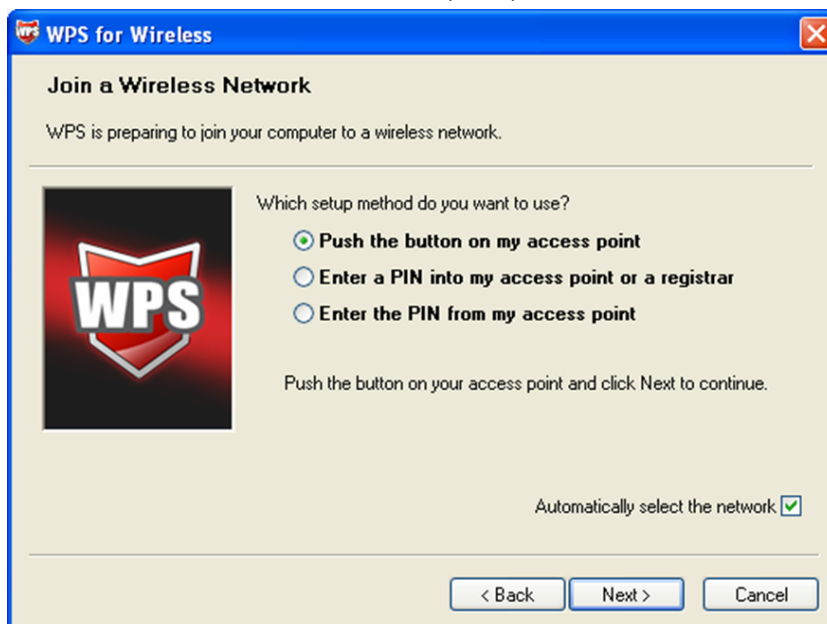 WPS for Wireless
Join a Wireless Network
WPS is preparing to join your computer to a wireless network.
Which setup method do you want to use?
Push the button on my access point
Enter a PIN into my access point or a registrar
Enter the PIN from my access point
WPS
Push the button on your access point and click Next to continue.
Automatically select the network
< Back
Next >
Cancel